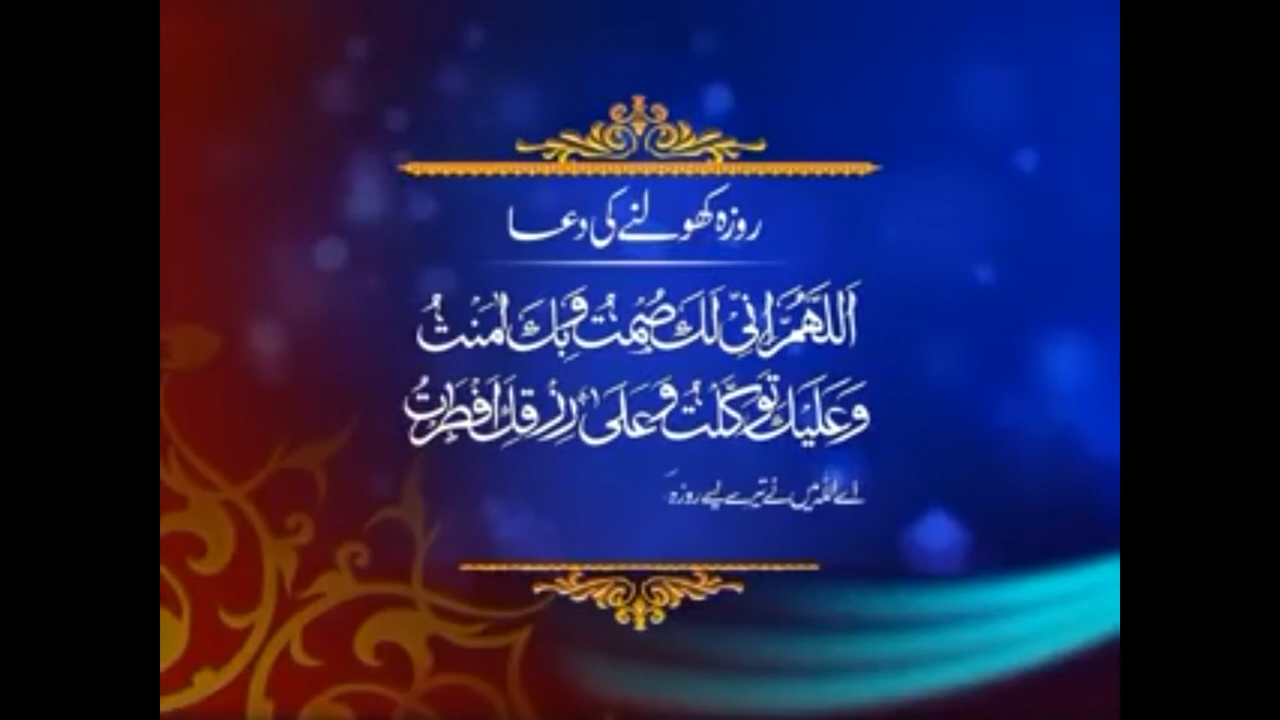 روزہ کھولنے کی دعا
اَللّٰهُمَّ اِنِّیْ لَكَ صُمْتُ وَبِكَ اٰمَنْتُ
وَعَلَيْكَ تَوَكَّلْتُ وَعَلٰى رِزْقِكَ اَفْطَرْتُ
اے اللہ میں نے تیرے لیے روزہ